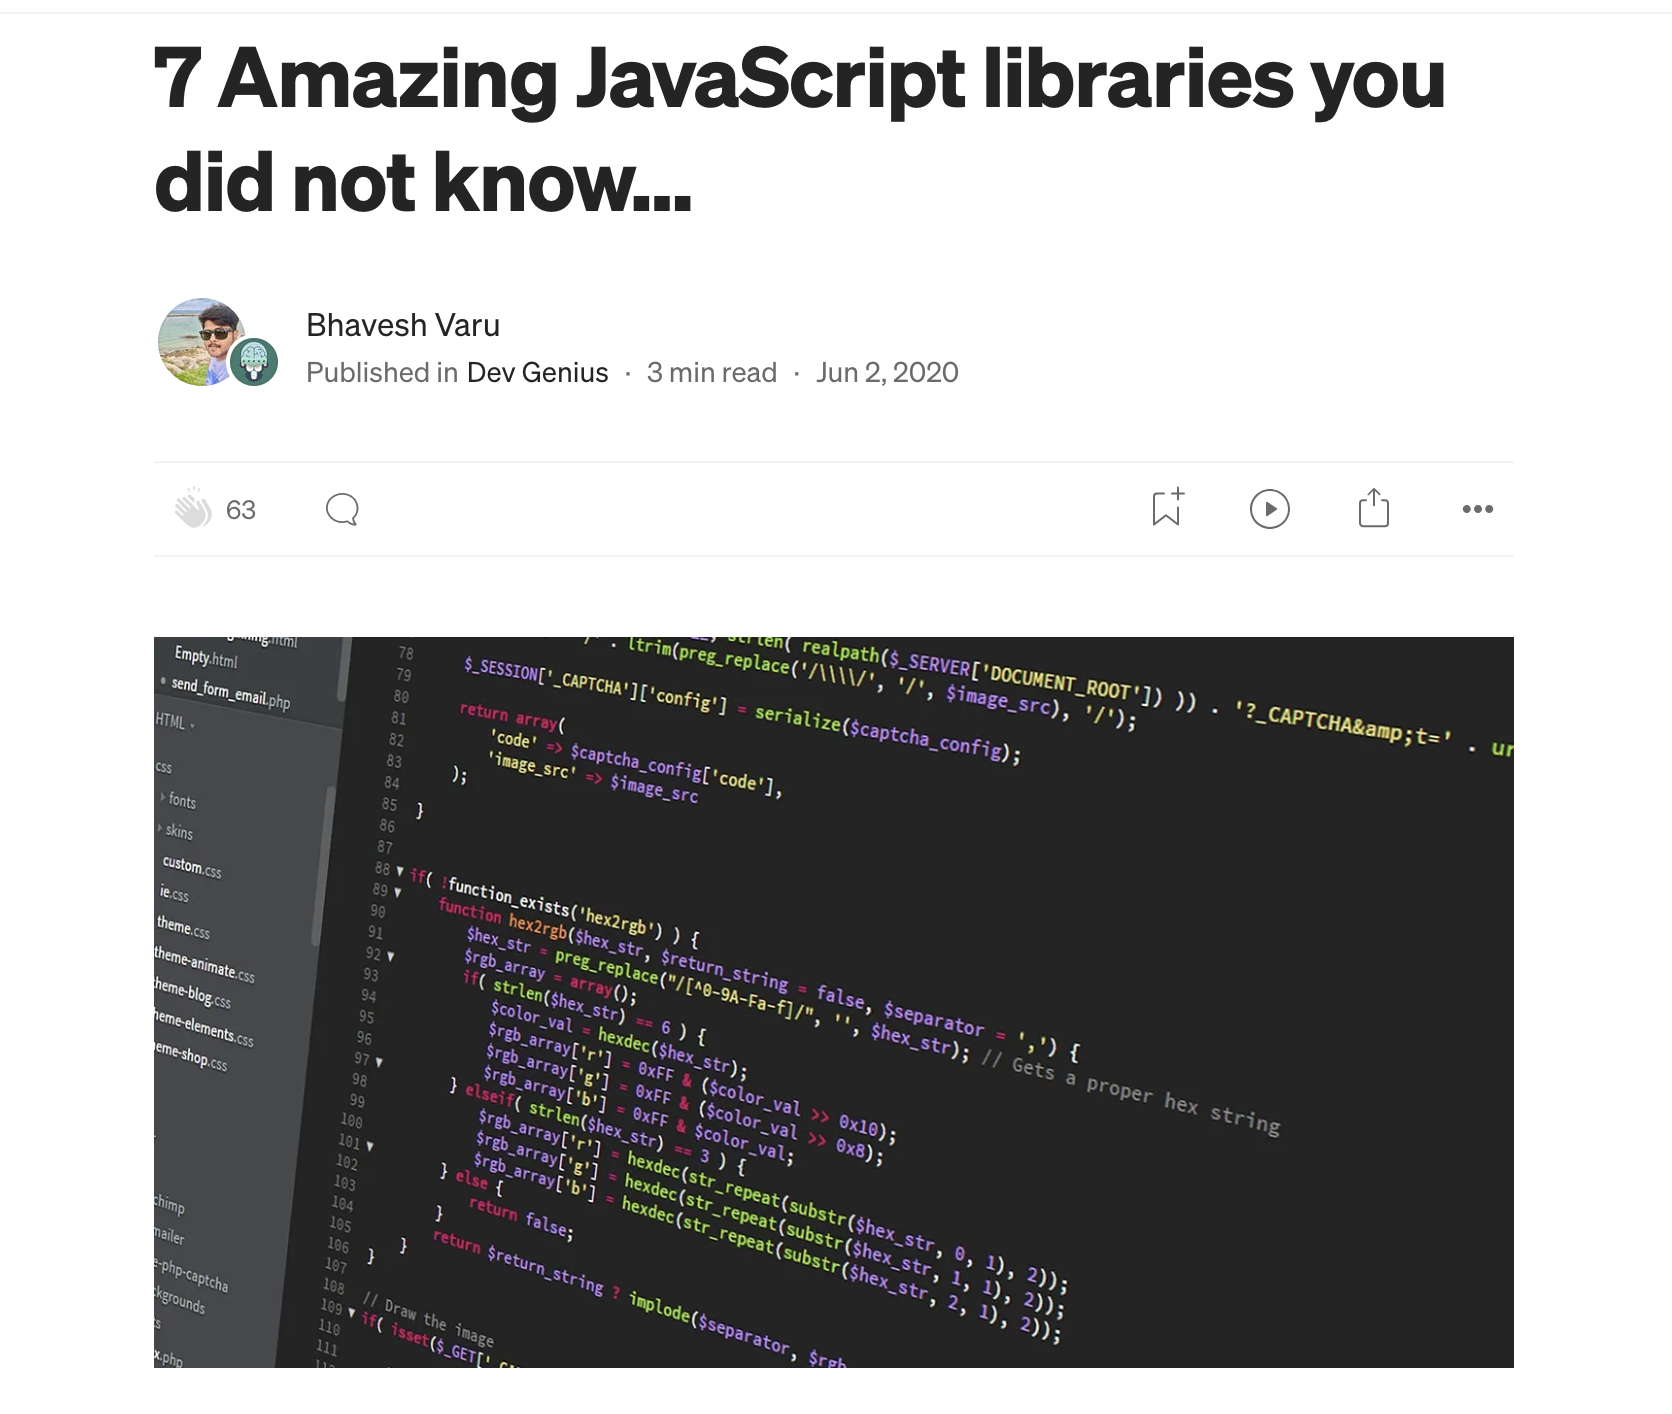 7 Amazing JavaScript libraries you
did not know...
Bhavesh Varu
Published in Dev Genius · 3 min read · Jun 2, 2020
63
Empty.html
send_form_email.php
HTML
css
fonts
skins
custom.css
ie.css
theme.css
theme-animate.css
heme-blog.css
heme-elements.css
eme-shop.css
chimp
mailer
e-php-captcha
kgrounds
ts
x.php
strlen( realpath($_SERVER['DOCUMENT_ROOT']) )) . '?_CAPTCHA&amp;t=' . ur
78 . ltrim(preg_replace('/\\\\/', '/', $image_src), '/');
79 $_SESSION['_CAPTCHA']['config'] = serialize($captcha_config);
80
81 return array(
82 'code' => $captcha_config['code'],
83 'image_src' => $image_src
84 );
85 }
86
87
88 if( !function_exists('hex2rgb') ) {
89 function hex2rgb($hex_str, $return_string = false, $separator = ',') {
90 $hex_str = preg_replace("/[^0-9A-Fa-f]/", '', $hex_str); // Gets a proper hex string
91 $rgb_array = array();
92 if( strlen($hex_str) == 6 ) {
93 $color_val = hexdec($hex_str);
94 $rgb_array['r'] = 0xFF & ($color_val >> 0x10);
95 $rgb_array['g'] = 0xFF & ($color_val >> 0x8);
96 $rgb_array['b'] = 0xFF & $color_val;
97 } elseif( strlen($hex_str) == 3 ) {
98 $rgb_array['r'] = hexdec(str_repeat(substr($hex_str, 0, 1), 2));
99 $rgb_array['g'] = hexdec(str_repeat(substr($hex_str, 1, 1), 2));
100 $rgb_array['b'] = hexdec(str_repeat(substr($hex_str, 2, 1), 2));
101 } else {
102 return false;
103 }
104 return $return_string ? implode($separator, $rgb
105 }
106 }
107
108 // Draw the image
109 if( isset($_GET['
110
111